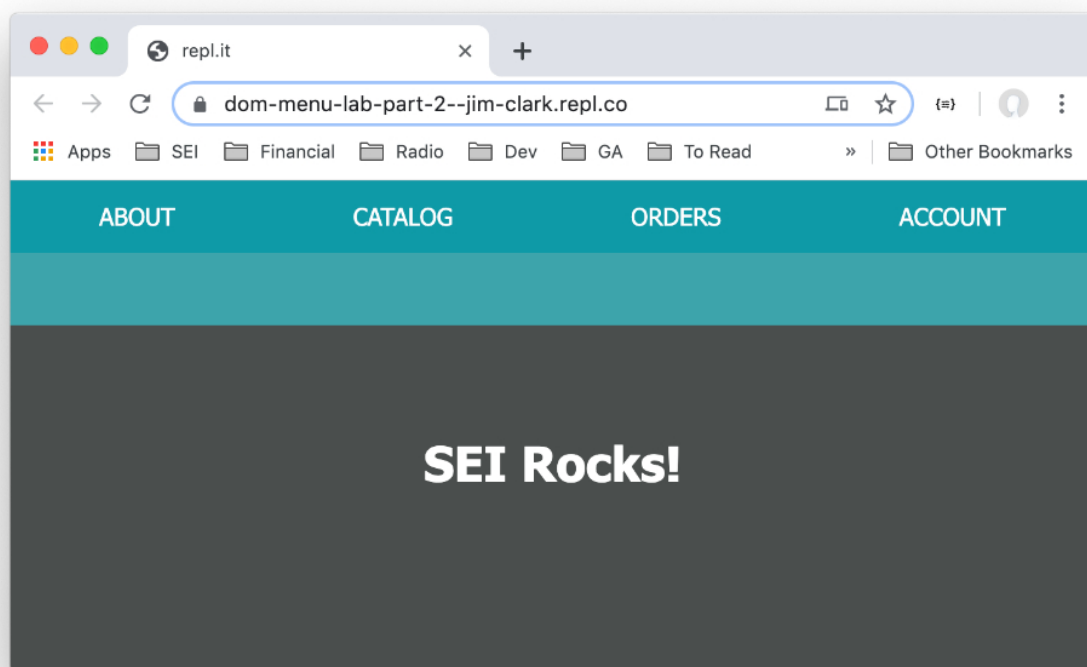 repl.it
dom-menu-lab-part-2--jim-clark.repl.co
Apps SEI Financial Radio Dev GA To Read » Other Bookmarks
ABOUT CATALOG ORDERS ACCOUNT
SEI Rocks!